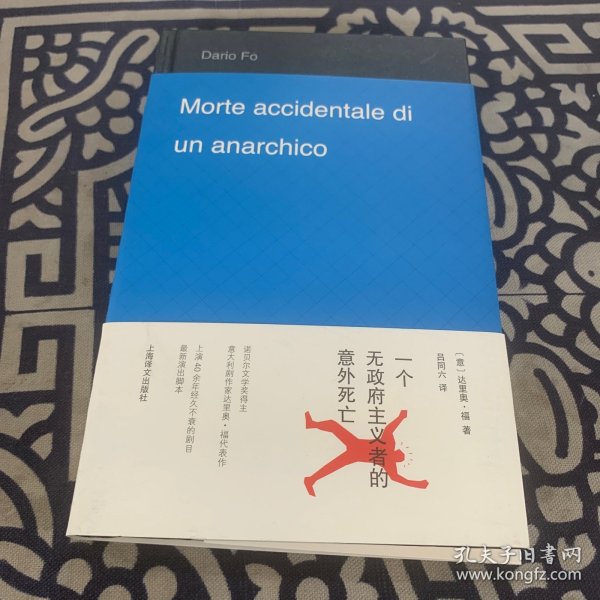 Dario Fo
Morte accidentale di
un anarchico
〔意〕达里奥·福 著
吕同六 译
一个
无政府主义者的
意外死亡
诺贝尔文学奖得主
意大利剧作家达里奥·福代表作
上演40余年经久不衰的剧目
最新演出脚本
上海译文出版社
孔夫子旧书网
www.kongfz.com